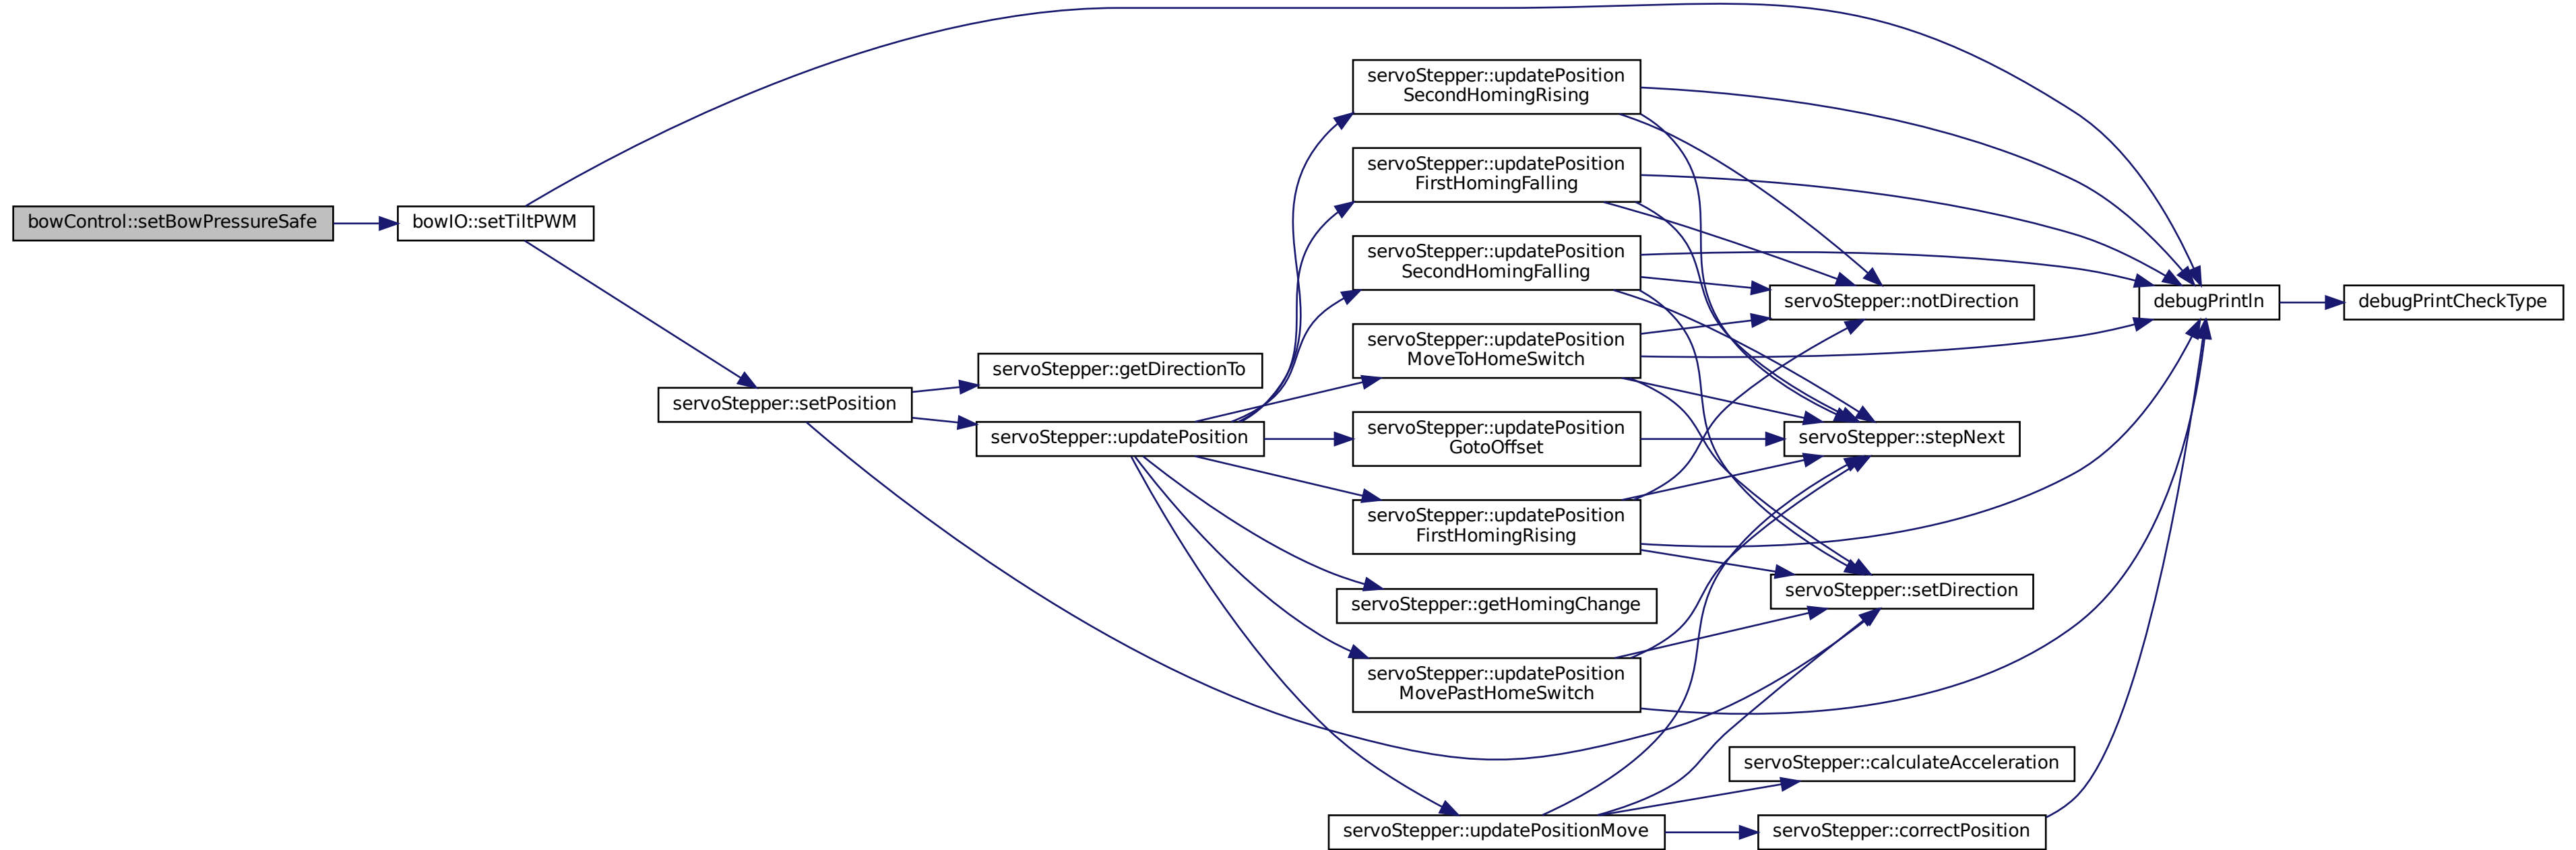 bowControl::setBowPressureSafe
bowIO::setTiltPWM
servoStepper::setPosition
servoStepper::getDirectionTo
servoStepper::updatePosition
servoStepper::updatePosition
SecondHomingRising
servoStepper::updatePosition
FirstHomingFalling
servoStepper::updatePosition
SecondHomingFalling
servoStepper::updatePosition
MoveToHomeSwitch
servoStepper::updatePosition
GotoOffset
servoStepper::updatePosition
FirstHomingRising
servoStepper::getHomingChange
servoStepper::updatePosition
MovePastHomeSwitch
servoStepper::updatePositionMove
servoStepper::notDirection
servoStepper::stepNext
servoStepper::setDirection
servoStepper::calculateAcceleration
servoStepper::correctPosition
debugPrintln
debugPrintCheckType